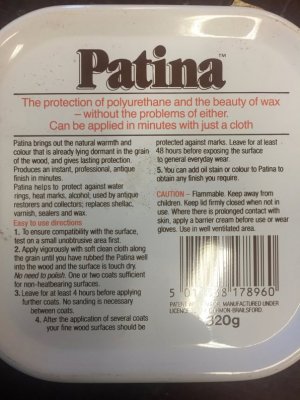 Patina™
The protection of polyurethane and the beauty of wax
– without the problems of either.
Can be applied in minutes with just a cloth
Patina brings out the natural warmth and
colour that is already lying dormant in the grain
of the wood, and gives lasting protection.
Produces an instant, professional, antique
finish in minutes.
Patina helps to protect against water
rings, heat marks, alcohol, used by antique
restorers and collectors; replaces shellac,
varnish, sealers and wax.
Easy to use directions
1. To ensure compatibility with the surface,
test on a small unobtrusive area first.
2. Apply vigorously with soft clean cloth along
the grain until you have rubbed the Patina well
into the wood and the surface is touch dry.
No need to polish. One or two coats sufficient
for non-heatbearing surfaces.
3. Leave for at least 4 hours before applying
further coats. No sanding is necessary
between coats.
4. After the application of several coats
your fine wood surfaces should be
protected against marks. Leave for at least
48 hours before exposing the surface
to general everyday wear.
5. You can add oil stain or colour to Patina to
obtain any finish you require.
CAUTION – Flammable. Keep away from
children. Keep lid firmly closed when not in
use. Where there is prolonged contact with
skin, apply a barrier cream before use or wear
gloves. Use in well ventilated area.
178960
MANUFACTURED UNDER
320g